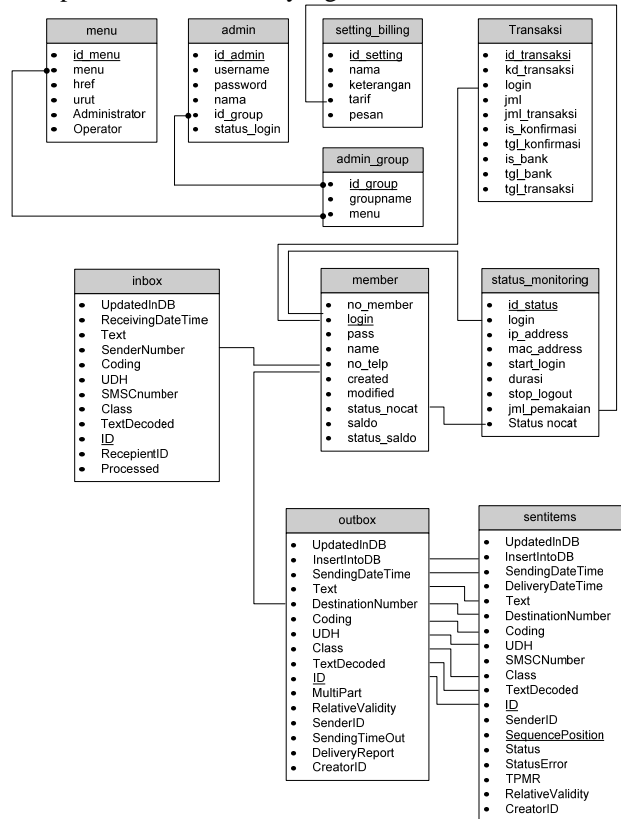 menu
id_menu
menu
href
urut
Administrator
Operator
admin
id_admin
username
password
nama
id_group
status_login
setting_billing
id_setting
nama
keterangan
tarif
pesan
Transaksi
id_transaksi
kd_transaksi
login
jml
jml_transaksi
is_konfirmasi
tgl_konfirmasi
is_bank
tgl_bank
tgl_transaksi
admin_group
id_group
groupname
menu
inbox
UpdatedInDB
ReceivingDateTime
Text
SenderNumber
Coding
UDH
SMSCnumber
Class
TextDecoded
ID
RecepientID
Processed
member
no_member
login
pass
name
no_telp
created
modified
status_nocat
saldo
status_saldo
status_monitoring
id_status
login
ip_address
mac_address
start_login
durasi
stop_logout
jml_pemakaian
Status nocat
outbox
UpdatedInDB
InsertIntoDB
SendingDateTime
Text
DestinationNumber
Coding
UDH
Class
TextDecoded
ID
MultiPart
RelativeValidity
SenderID
SendingTimeOut
DeliveryReport
CreatorID
sentitems
UpdatedInDB
InsertIntoDB
SendingDateTime
DeliveryDateTime
Text
DestinationNumber
Coding
UDH
SMSCNumber
Class
TextDecoded
ID
SenderID
SequencePosition
Status
StatusError
TPMR
RelativeValidity
CreatorID